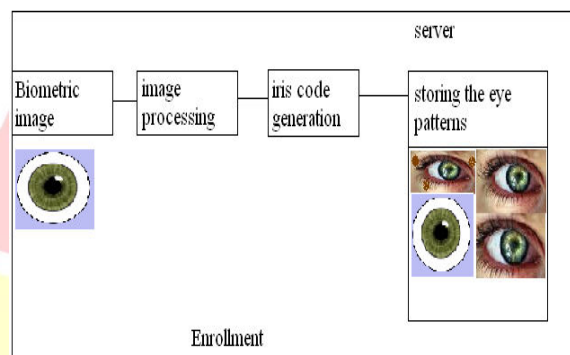 server
Biometric
image
image
processing
iris code
generation
storing the eye
patterns
Enrollment